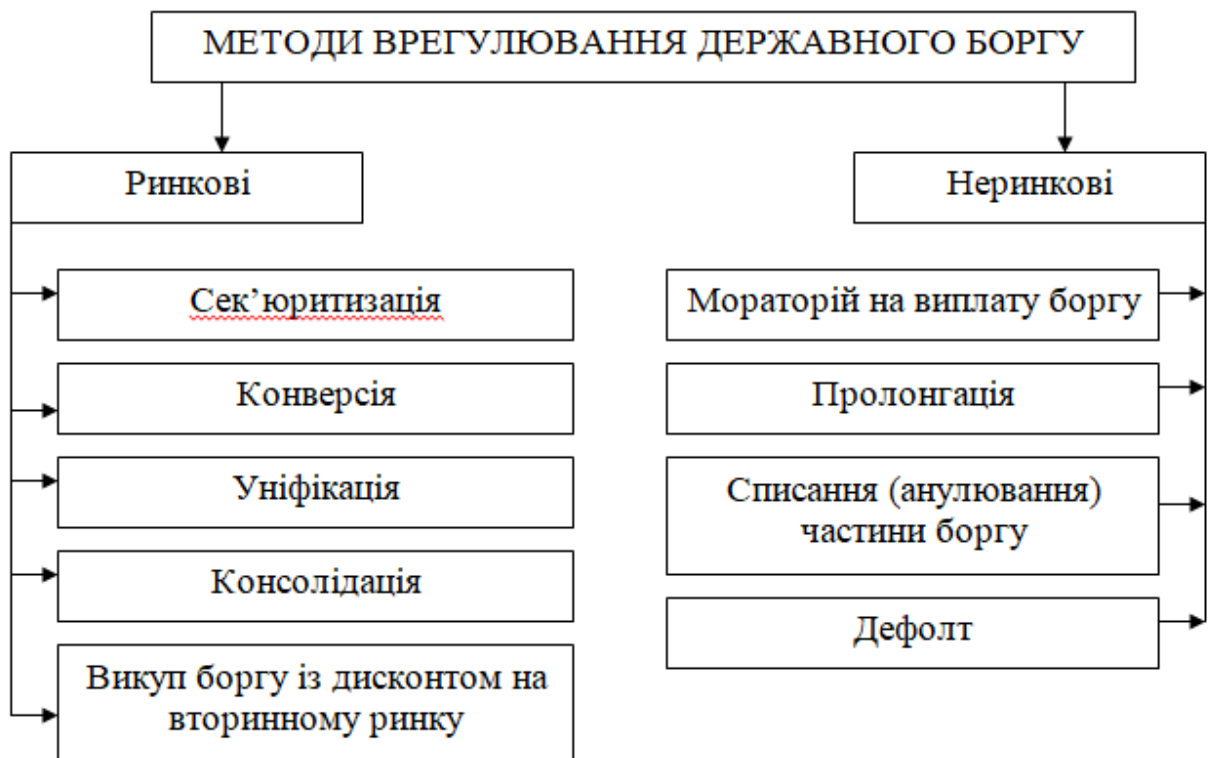 МЕТОДИ ВРЕГУЛЮВАННЯ ДЕРЖАВНОГО БОРГУ
Ринкові
Неринкові
Сек’юритизація
Конверсія
Уніфікація
Консолідація
Викуп боргу із дисконтом на
вторинному ринку
Мораторій на виплату боргу
Пролонгація
Списання (анулювання)
частини боргу
Дефолт